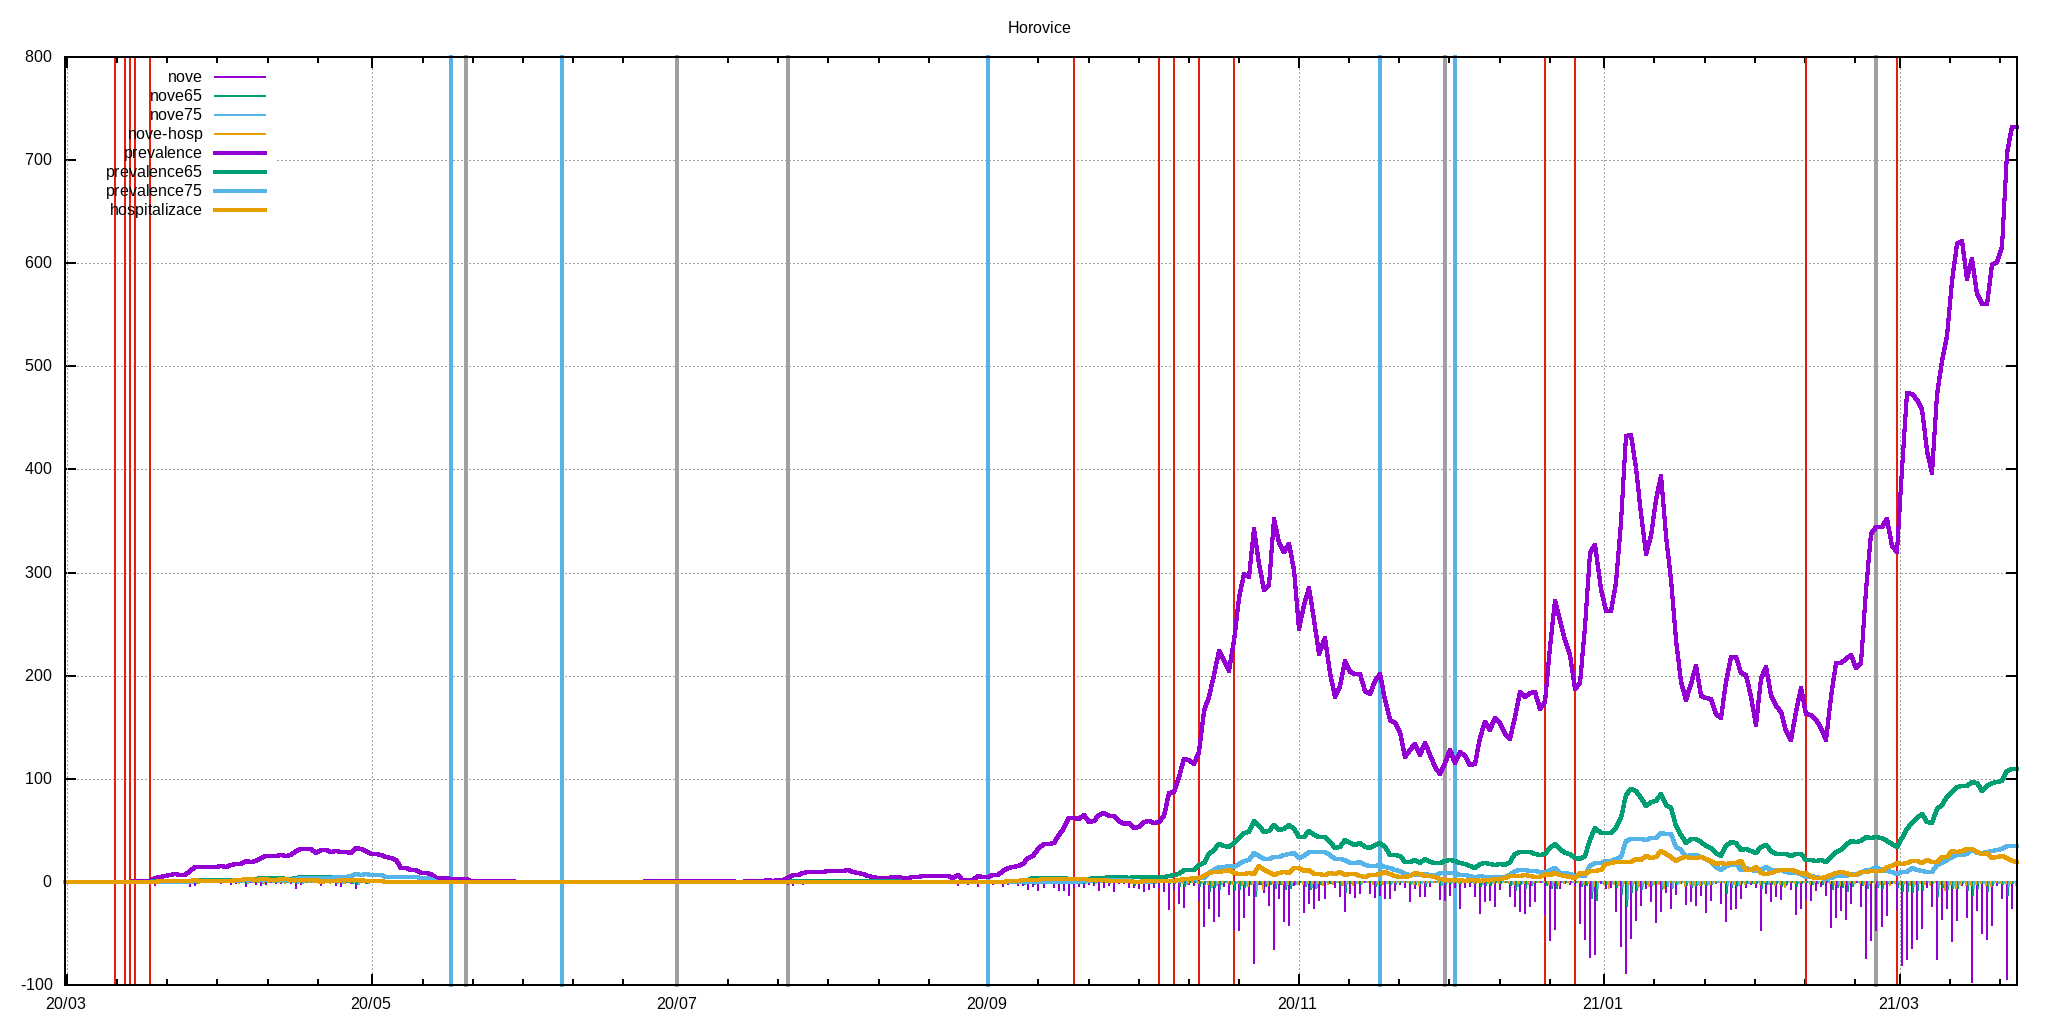 Horovice
800
700
600
500
400
300
200
100
0
-100
nove
nove65
nove75
nove-hosp
prevalence
prevalence65
prevalence75
hospitalizace
20/03 20/05 20/07 20/09 20/11 21/01 21/03